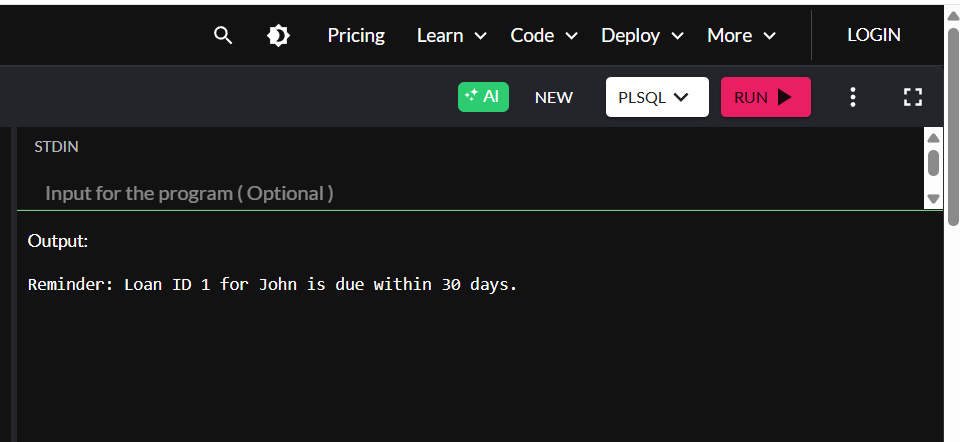 Pricing Learn Code Deploy More LOGIN
AI NEW PLSQL RUN
STDIN
Input for the program ( Optional )
Output:
Reminder: Loan ID 1 for John is due within 30 days.